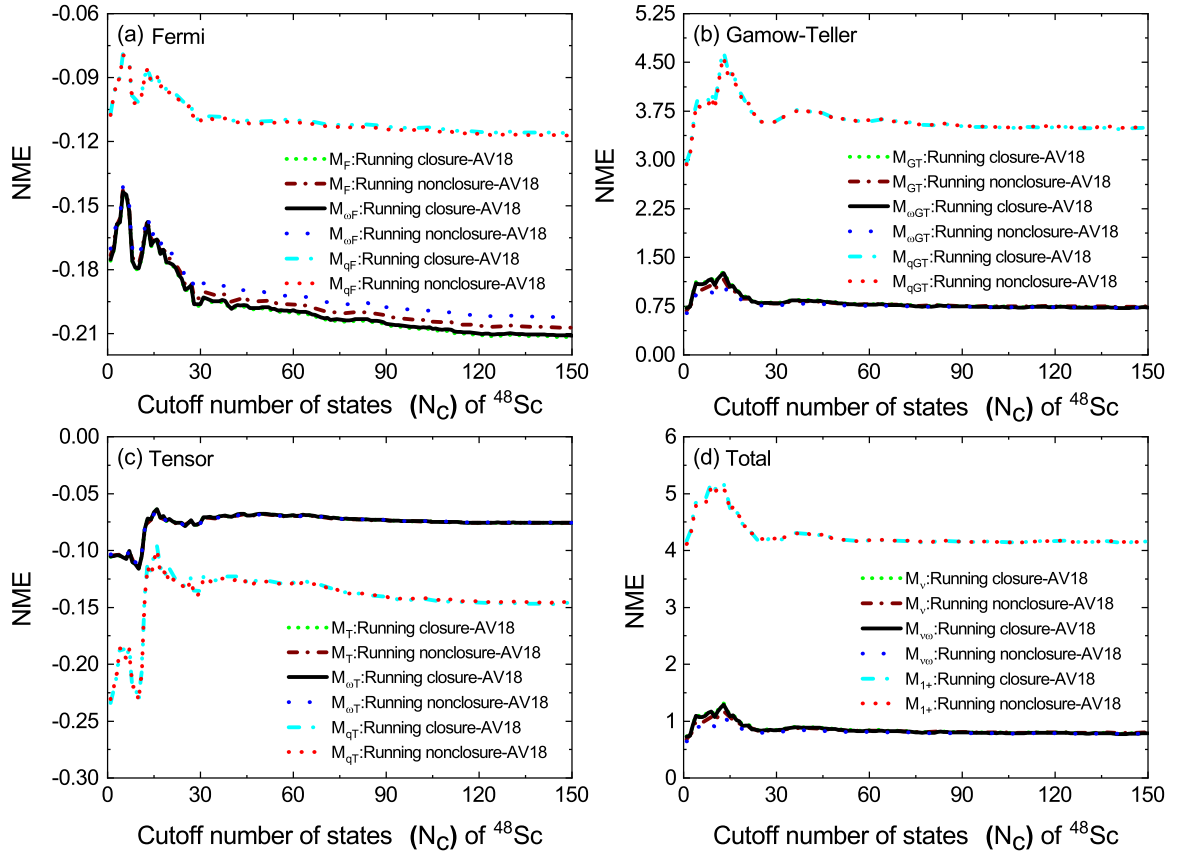 (a) Fermi
NME
-0.06
-0.09
-0.12
-0.15
-0.18
-0.21
0 30 60 90 120 150
M_F:Running closure-AV18
M_F:Running nonclosure-AV18
M_ωF:Running closure-AV18
M_ωF:Running nonclosure-AV18
M_qF:Running closure-AV18
M_qF:Running nonclosure-AV18
Cutoff number of states (N_C) of ⁴⁸Sc
(b) Gamow-Teller
NME
5.25
4.50
3.75
3.00
2.25
1.50
0.75
0.00
0 30 60 90 120 150
M_GT:Running closure-AV18
M_GT:Running nonclosure-AV18
M_ωGT:Running closure-AV18
M_ωGT:Running nonclosure-AV18
M_qGT:Running closure-AV18
M_qGT:Running nonclosure-AV18
Cutoff number of states (N_C) of ⁴⁸Sc
(c) Tensor
NME
0.00
-0.05
-0.10
-0.15
-0.20
-0.25
-0.30
0 30 60 90 120 150
M_T:Running closure-AV18
M_T:Running nonclosure-AV18
M_ωT:Running closure-AV18
M_ωT:Running nonclosure-AV18
M_qT:Running closure-AV18
M_qT:Running nonclosure-AV18
Cutoff number of states (N_C) of ⁴⁸Sc
(d) Total
NME
6
5
4
3
2
1
0
0 30 60 90 120 150
M_ν:Running closure-AV18
M_ν:Running nonclosure-AV18
M_νω:Running closure-AV18
M_νω:Running nonclosure-AV18
M_1+:Running closure-AV18
M_1+:Running nonclosure-AV18
Cutoff number of states (N_C) of ⁴⁸Sc